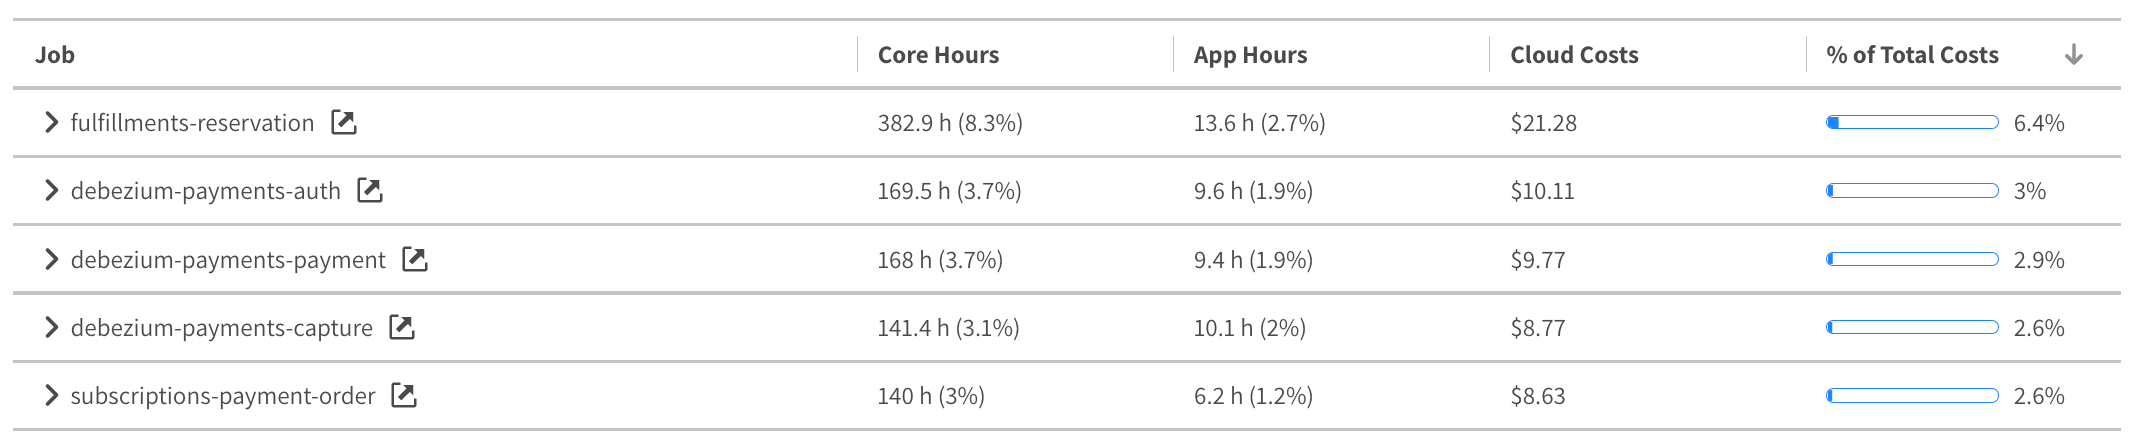 Job Core Hours App Hours Cloud Costs % of Total Costs
fulfillments-reservation 382.9 h (8.3%) 13.6 h (2.7%) $21.28 6.4%
debezium-payments-auth 169.5 h (3.7%) 9.6 h (1.9%) $10.11 3%
debezium-payments-payment 168 h (3.7%) 9.4 h (1.9%) $9.77 2.9%
debezium-payments-capture 141.4 h (3.1%) 10.1 h (2%) $8.77 2.6%
subscriptions-payment-order 140 h (3%) 6.2 h (1.2%) $8.63 2.6%